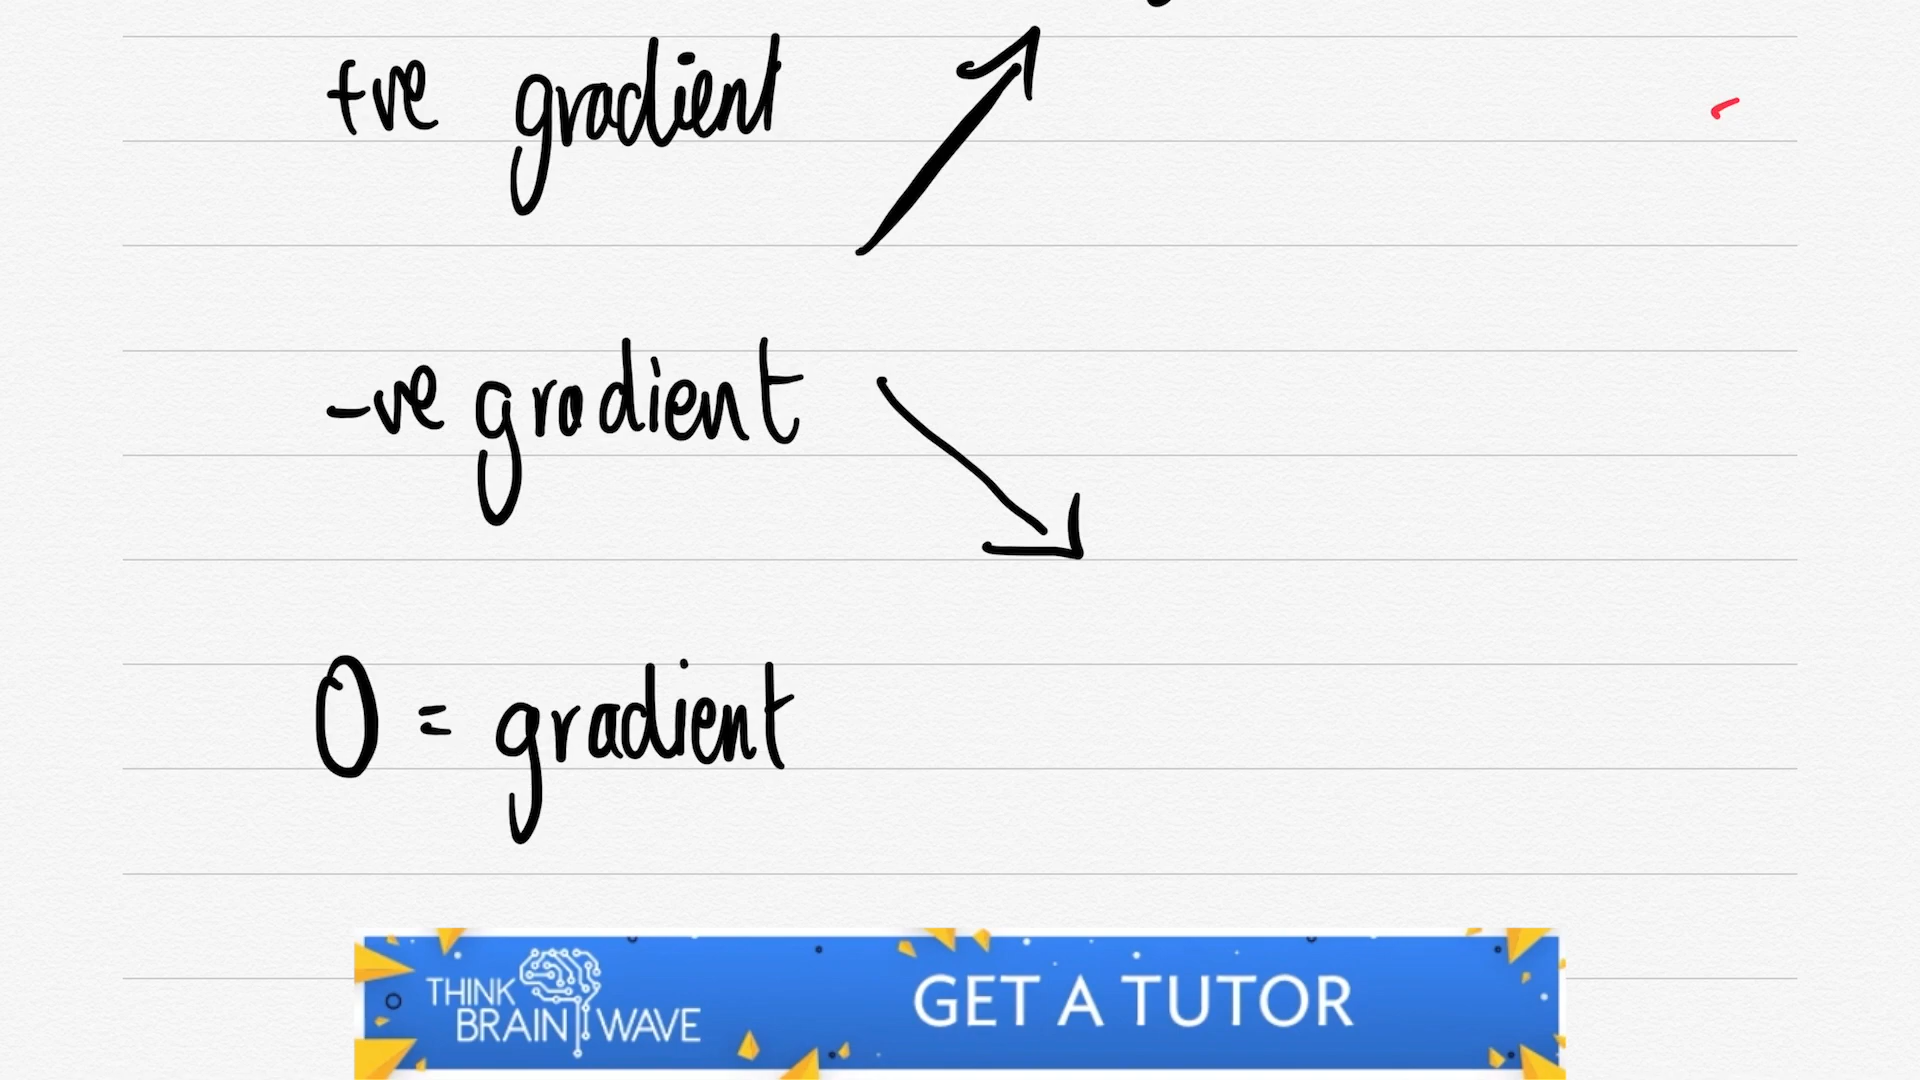 +ve gradient
-ve gradient
0 = gradient
THINK
BRAIN WAVE
GET A TUTOR